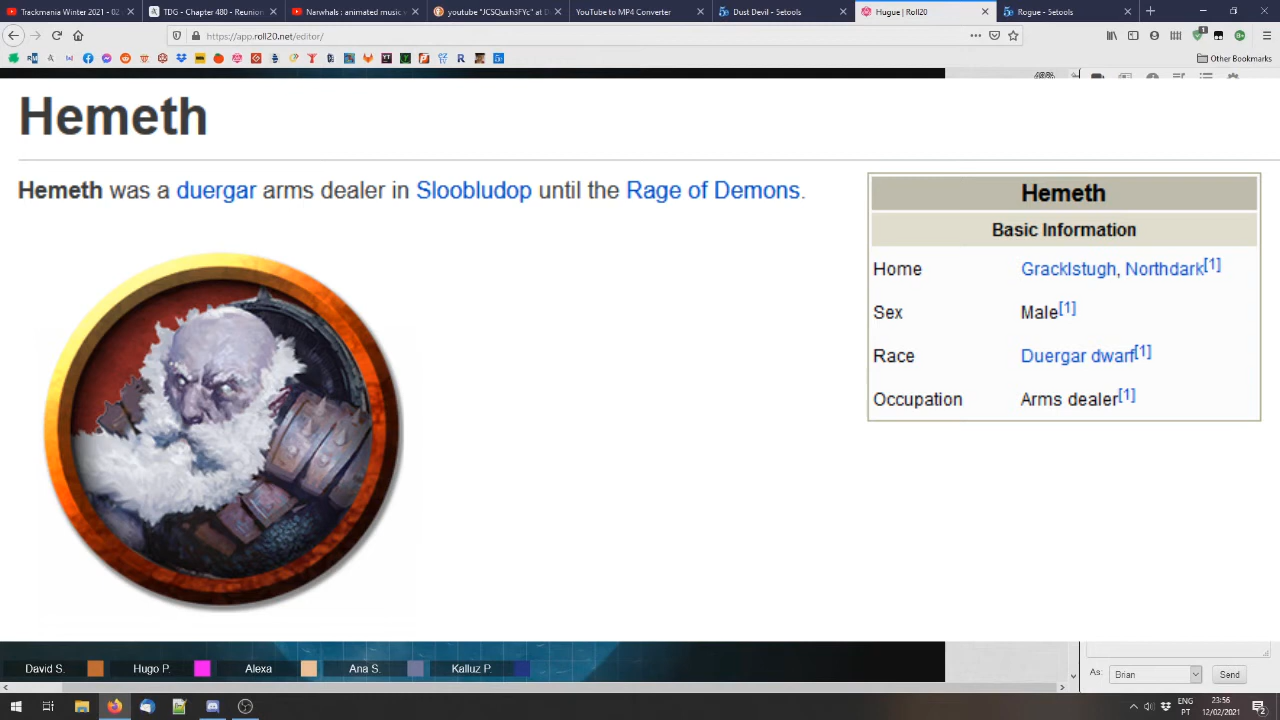 Trackmania Winter 2021 - 02
TDG - Chapter 480 - Reunion
Narwhals : animated music
youtube "JCSQuxh3FYc" at D
YouTube to MP4 Converter
Dust Devil - 5etools
Hugue | Roll20
Rogue - 5etools
https://app.roll20.net/editor/
Other Bookmarks
Hemeth
Hemeth was a duergar arms dealer in Sloobludop until the Rage of Demons.
Hemeth
Basic Information
Home Gracklstugh, Northdark[1]
Sex Male[1]
Race Duergar dwarf[1]
Occupation Arms dealer[1]
David S. Hugo P. Alexa Ana S. Kalluz P.
As: Brian Send
ENG 23:56
PT 12/02/2021